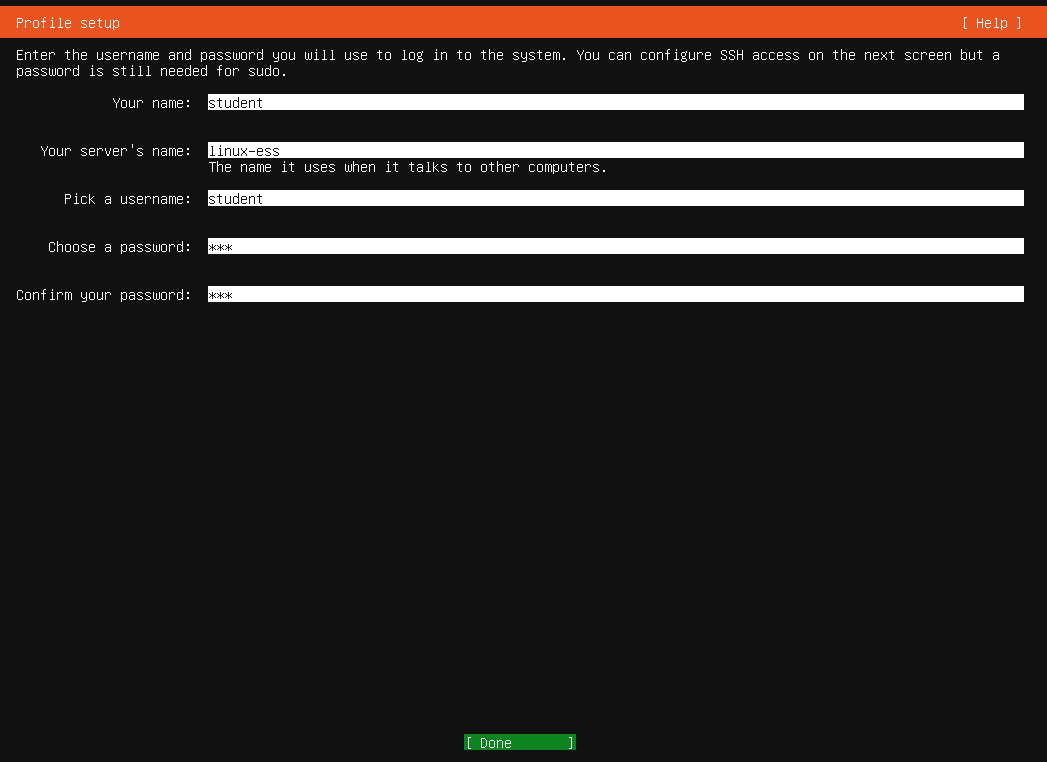 Profile setup [ Help ]
Enter the username and password you will use to log in to the system. You can configure SSH access on the next screen but a
password is still needed for sudo.
Your name: student
Your server's name: linux-ess
The name it uses when it talks to other computers.
Pick a username: student
Choose a password: ***
Confirm your password: ***
[ Done ]